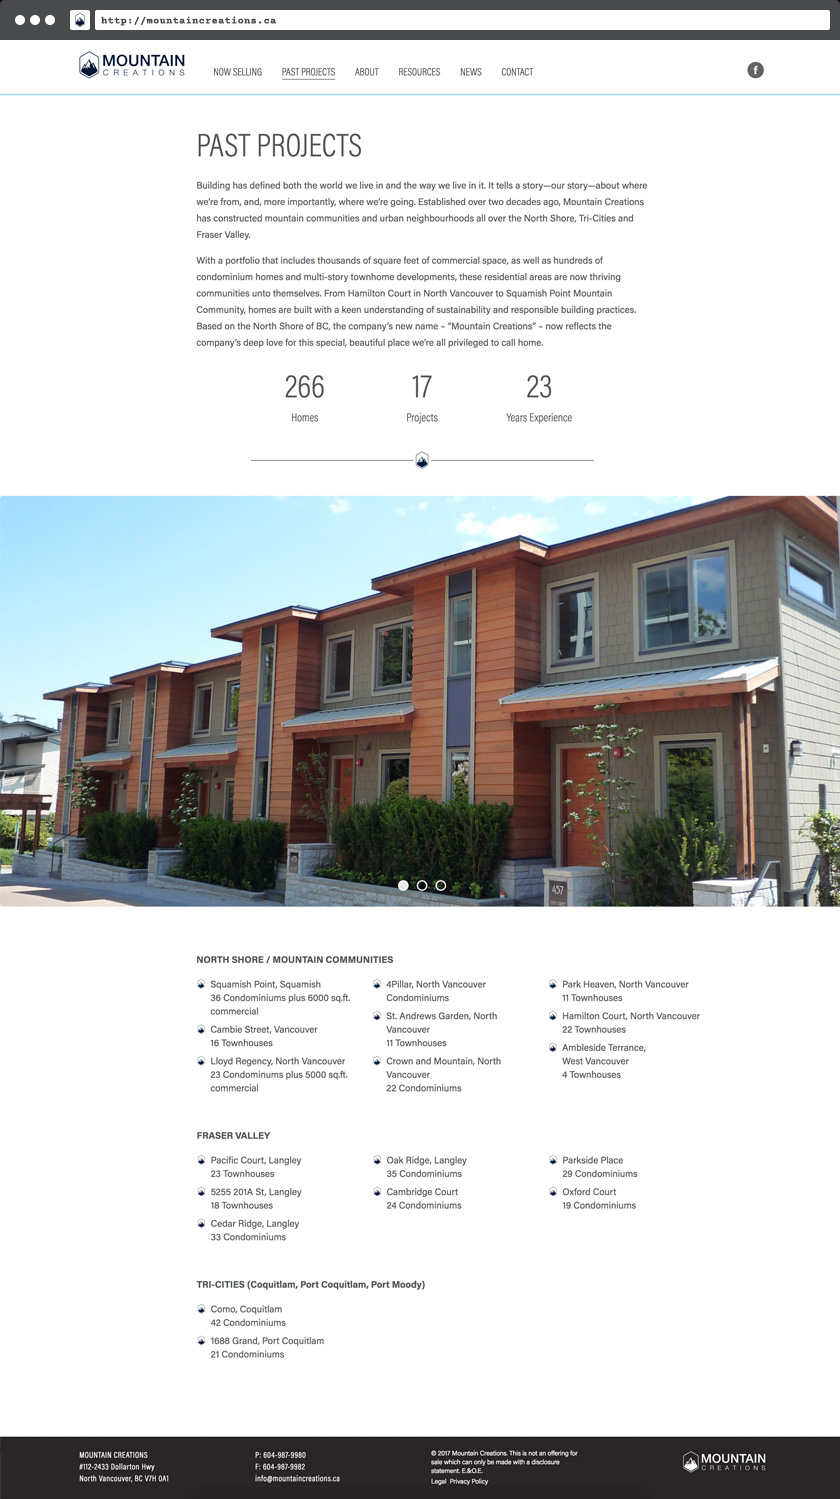 http://mountaincreations.ca
MOUNTAIN
CREATIONS
NOW SELLING PAST PROJECTS ABOUT RESOURCES NEWS CONTACT
f
PAST PROJECTS
Building has defined both the world we live in and the way we live in it. It tells a story—our story—about where
we're from, and, more importantly, where we're going. Established over two decades ago, Mountain Creations
has constructed mountain communities and urban neighbourhoods all over the North Shore, Tri-Cities and
Fraser Valley.
With a portfolio that includes thousands of square feet of commercial space, as well as hundreds of
condominium homes and multi-story townhome developments, these residential areas are now thriving
communities unto themselves. From Hamilton Court in North Vancouver to Squamish Point Mountain
Community, homes are built with a keen understanding of sustainability and responsible building practices.
Based on the North Shore of BC, the company's new name – "Mountain Creations" – now reflects the
company's deep love for this special, beautiful place we're all privileged to call home.
266 17 23
Homes Projects Years Experience
457
NORTH SHORE / MOUNTAIN COMMUNITIES
Squamish Point, Squamish
36 Condominiums plus 6000 sq.ft.
commercial
Cambie Street, Vancouver
16 Townhouses
Lloyd Regency, North Vancouver
23 Condominums plus 5000 sq.ft.
commercial
4Pillar, North Vancouver
Condominiums
St. Andrews Garden, North
Vancouver
11 Townhouses
Crown and Mountain, North
Vancouver
22 Condominiums
Park Heaven, North Vancouver
11 Townhouses
Hamilton Court, North Vancouver
22 Townhouses
Ambleside Terrance,
West Vancouver
4 Townhouses
FRASER VALLEY
Pacific Court, Langley
23 Townhouses
5255 201A St, Langley
18 Townhouses
Cedar Ridge, Langley
33 Condominiums
Oak Ridge, Langley
35 Condominiums
Cambridge Court
24 Condominiums
Parkside Place
29 Condominiums
Oxford Court
19 Condominiums
TRI-CITIES (Coquitlam, Port Coquitlam, Port Moody)
Como, Coquitlam
42 Condominiums
1688 Grand, Port Coquitlam
21 Condominiums
MOUNTAIN CREATIONS
#112-2433 Dollarton Hwy
North Vancouver, BC V7H 0A1
P: 604-987-9980
F: 604-987-9982
info@mountaincreations.ca
© 2017 Mountain Creations. This is not an offering for
sale which can only be made with a disclosure
statement. E.&O.E.
Legal Privacy Policy
MOUNTAIN
CREATIONS